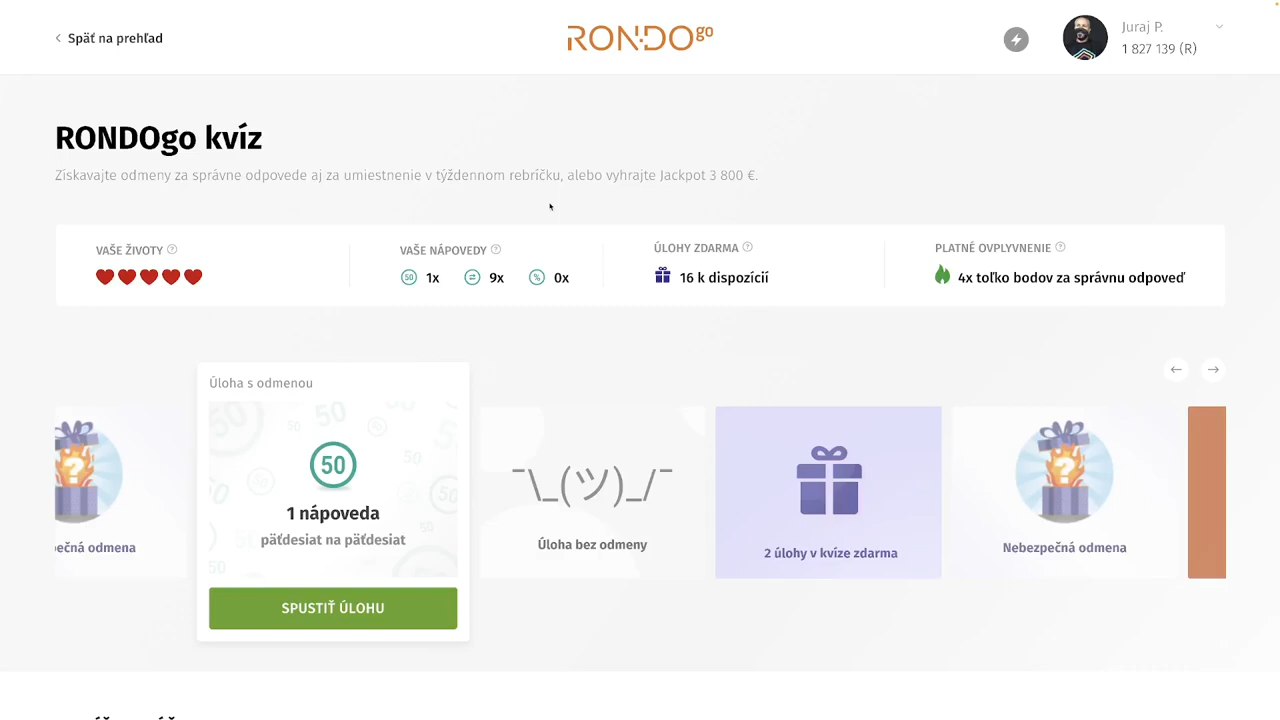 Späť na prehľad
RONDOgo
Juraj P.
1 827 139 (R)
RONDOgo kvíz
Získavajte odmeny za správne odpovede aj za umiestnenie v týždennom rebríčku, alebo vyhrajte Jackpot 3 800 €.
VAŠE ŽIVOTY
VAŠE NÁPOVEDY
50 1x 9x % 0x
ÚLOHY ZDARMA
16 k dispozícií
PLATNÉ OVPLYVNENIE
4x toľko bodov za správnu odpoveď
ečná odmena
Úloha s odmenou
50
1 nápoveda
päťdesiat na päťdesiat
SPUSTIŤ ÚLOHU
¯\_(ツ)_/¯
Úloha bez odmeny
2 úlohy v kvíze zdarma
Nebezpečná odmena